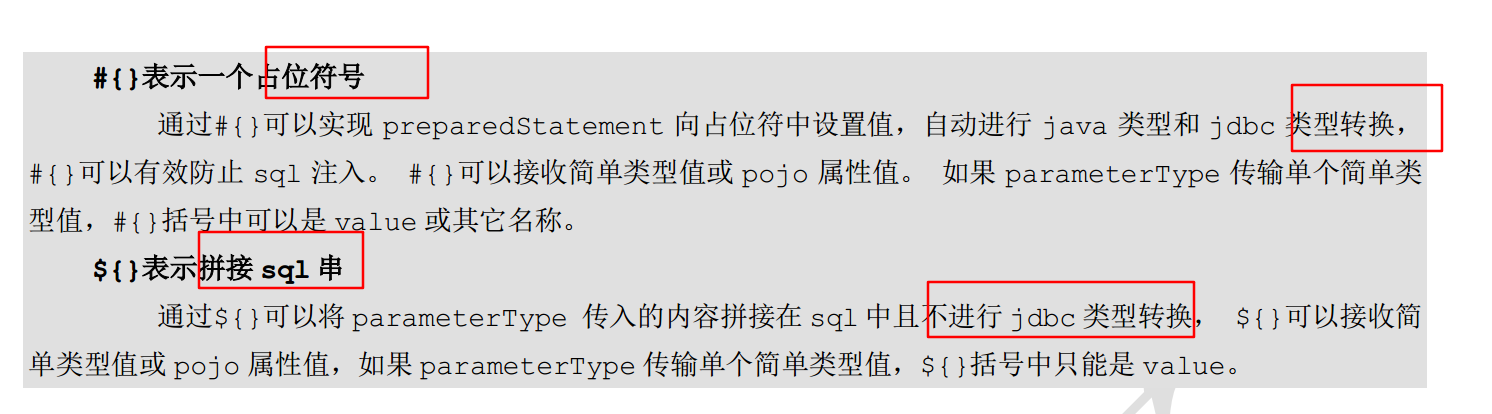 #{}表示一个占位符号
通过#{}可以实现 preparedStatement 向占位符中设置值，自动进行 java 类型和 jdbc 类型转换，
#{}可以有效防止 sql 注入。 #{}可以接收简单类型值或 pojo 属性值。 如果 parameterType 传输单个简单类
型值，#{}括号中可以是 value 或其它名称。
${}表示拼接 sql 串
通过${}可以将 parameterType 传入的内容拼接在 sql 中且不进行 jdbc 类型转换， ${}可以接收简
单类型值或 pojo 属性值，如果 parameterType 传输单个简单类型值，${}括号中只能是 value。